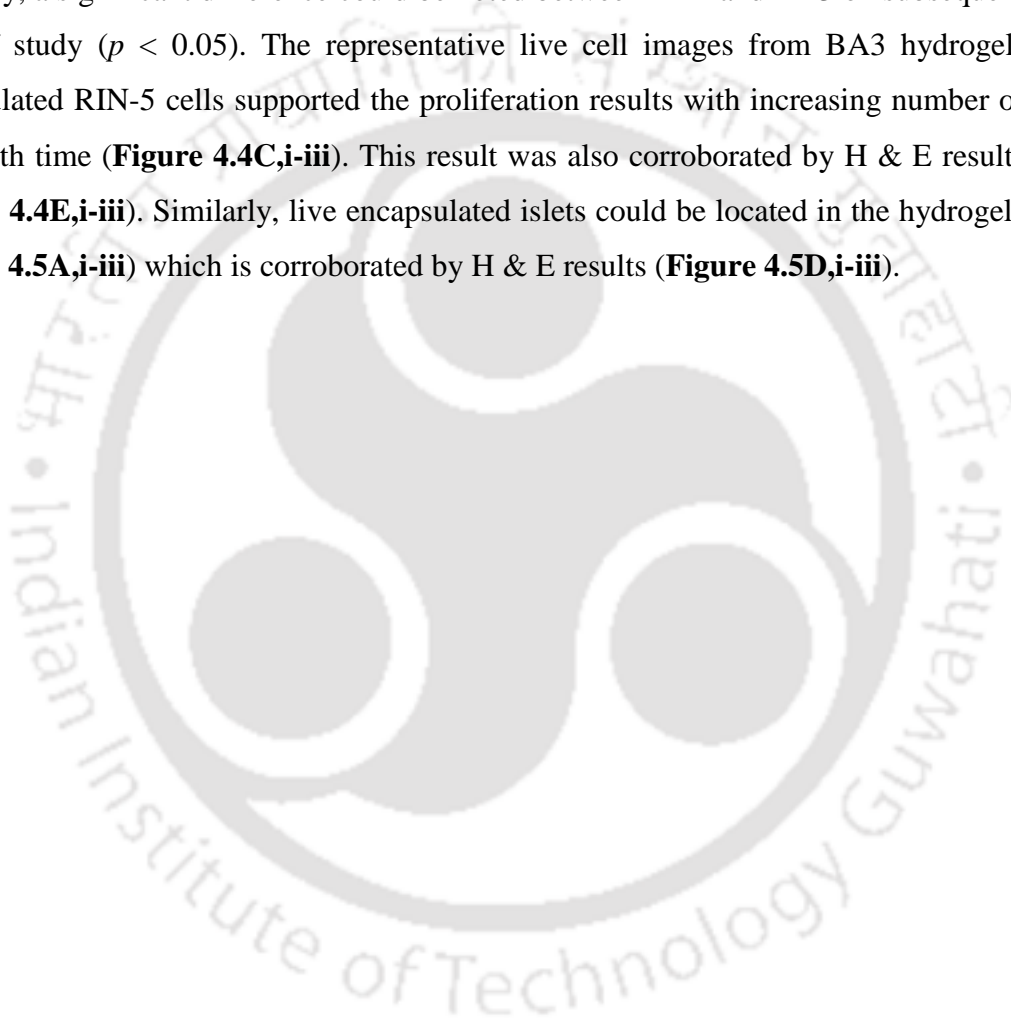 study (p < 0.05). The representative live cell images from BA3 hydrogel
ulated RIN-5 cells supported the proliferation results with increasing number o
th time (Figure 4.4C,i-iii). This result was also corroborated by H & E result
4.4E,i-iii). Similarly, live encapsulated islets could be located in the hydrogel
4.5A,i-iii) which is corroborated by H & E results (Figure 4.5D,i-iii).
Indian Institute of Technology Guwahati